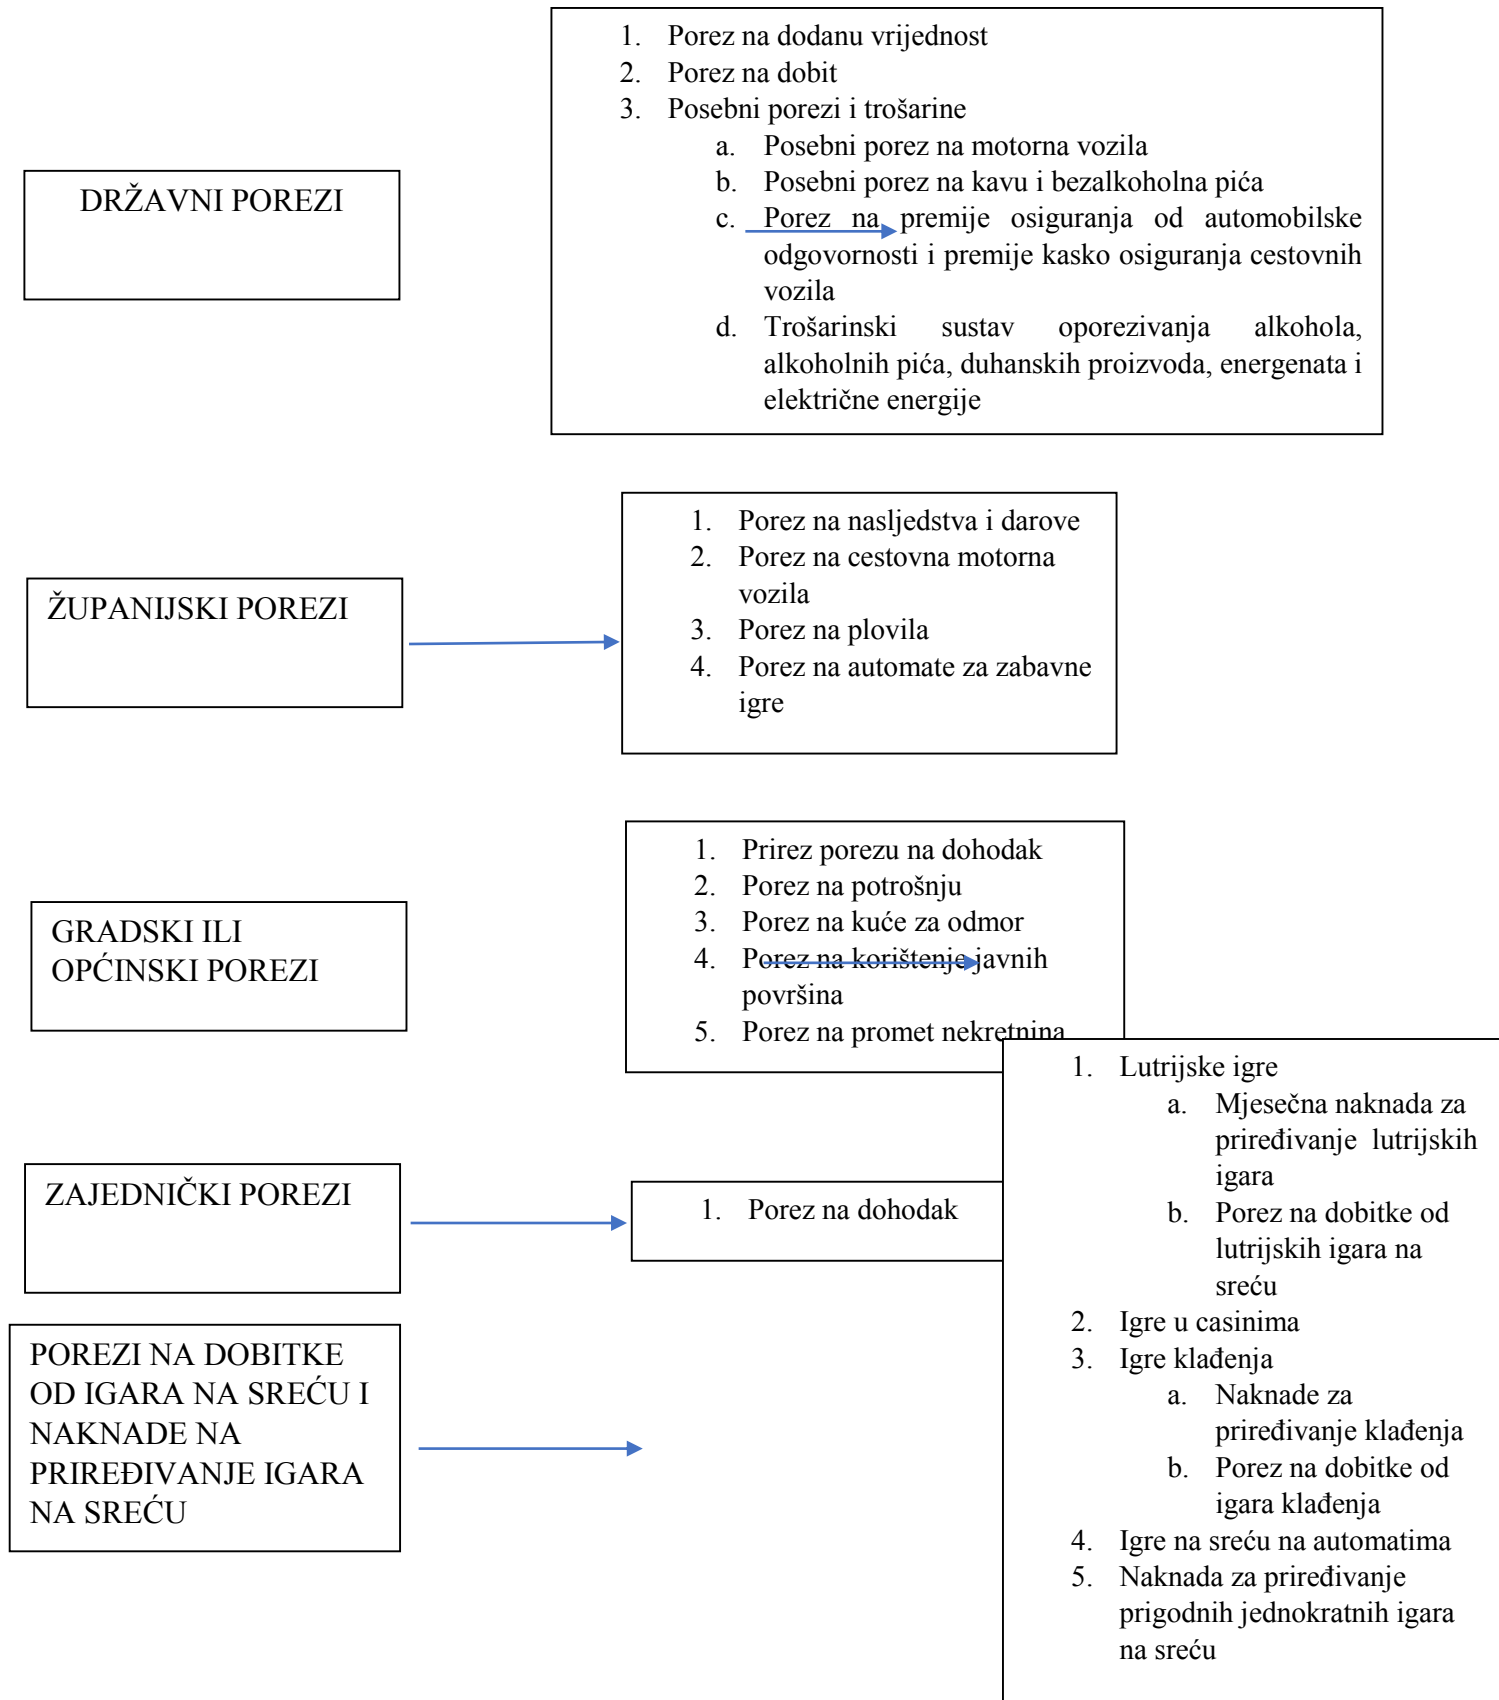 DRŽAVNI POREZI
1. Porez na dodanu vrijednost
2. Porez na dobit
3. Posebni porezi i trošarine
a. Posebni porez na motorna vozila
b. Posebni porez na kavu i bezalkoholna pića
c. Porez na premije osiguranja od automobilske
odgovornosti i premije kasko osiguranja cestovnih
vozila
d. Trošarinski sustav oporezivanja alkohola,
alkoholnih pića, duhanskih proizvoda, energenata i
električne energije
ŽUPANIJSKI POREZI
1. Porez na nasljedstva i darove
2. Porez na cestovna motorna
vozila
3. Porez na plovila
4. Porez na automate za zabavne
igre
GRADSKI ILI
OPĆINSKI POREZI
1. Prirez porezu na dohodak
2. Porez na potrošnju
3. Porez na kuće za odmor
4. Porez na korištenje javnih
površina
5. Porez na promet nekretnina
ZAJEDNIČKI POREZI
1. Porez na dohodak
POREZI NA DOBITKE
OD IGARA NA SREĆU I
NAKNADE NA
PRIREĐIVANJE IGARA
NA SREĆU
1. Lutrijske igre
a. Mjesečna naknada za
priređivanje lutrijskih
igara
b. Porez na dobitke od
lutrijskih igara na
sreću
2. Igre u casinima
3. Igre klađenja
a. Naknade za
priređivanje klađenja
b. Porez na dobitke od
igara klađenja
4. Igre na sreću na automatima
5. Naknada za priređivanje
prigodnih jednokratnih igara
na sreću